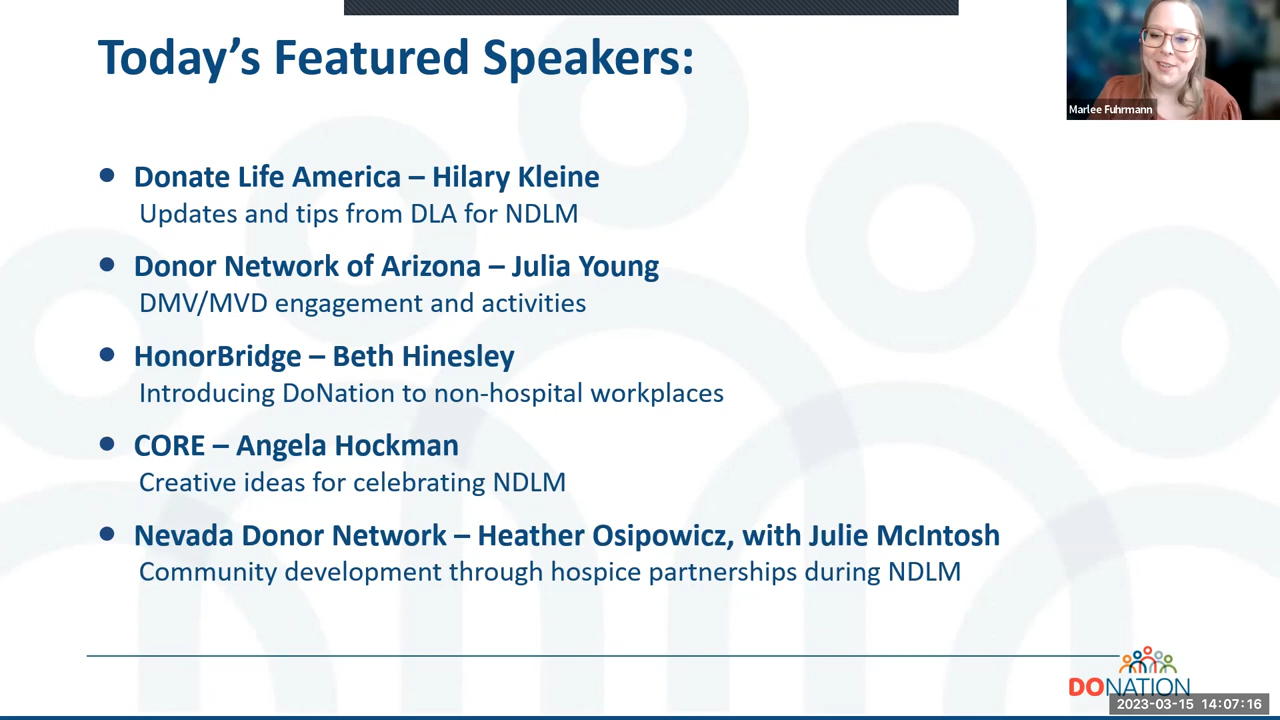 Today’s Featured Speakers:
Marlee Fuhrmann
Donate Life America – Hilary Kleine
Updates and tips from DLA for NDLM
Donor Network of Arizona – Julia Young
DMV/MVD engagement and activities
HonorBridge – Beth Hinesley
Introducing DoNation to non-hospital workplaces
CORE – Angela Hockman
Creative ideas for celebrating NDLM
Nevada Donor Network – Heather Osipowicz, with Julie McIntosh
Community development through hospice partnerships during NDLM
DONATION
2023-03-15 14:07:16